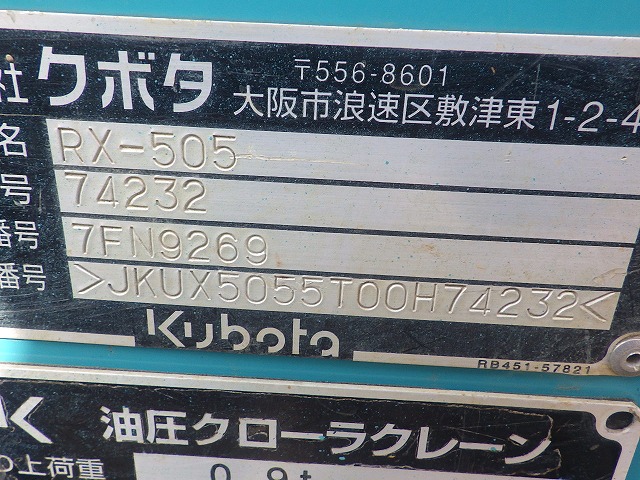 社クボタ
〒556-8601
大阪市浪速区敷津東1-2-4
名 RX-505
号 74232
番号 7FN9269
番号 >JKUX5055T00H74232<
Kubota
RB451-57821
油圧クローラクレーン
上荷重 0.9t